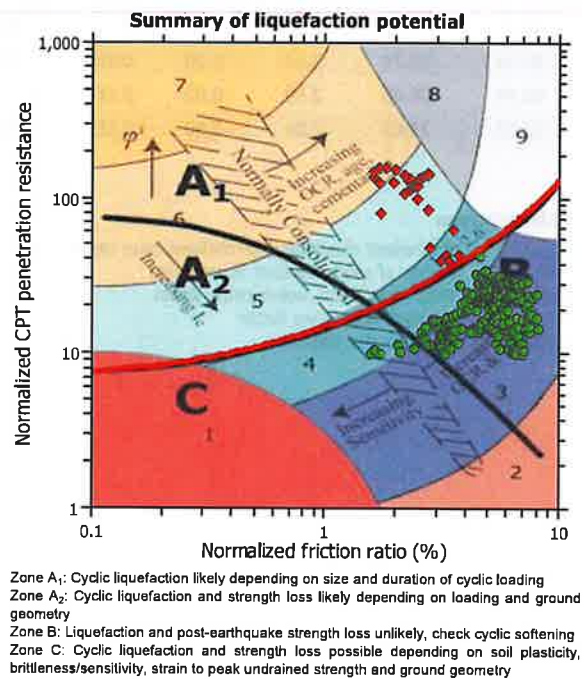 Summary of liquefaction potential
Normalized CPT penetration resistance
1,000
100
10
1
7
8
9
φ'
A1
Normally Consolidated
Increasing
OCR, age,
cementation
6
A2
Increasing Ic
5
B
4
3
C
1
Increasing
Sensitivity
2
0.1
1
10
Normalized friction ratio (%)
Zone A1: Cyclic liquefaction likely depending on size and duration of cyclic loading
Zone A2: Cyclic liquefaction and strength loss likely depending on loading and ground
geometry
Zone B: Liquefaction and post-earthquake strength loss unlikely, check cyclic softening
Zone C: Cyclic liquefaction and strength loss possible depending on soil plasticity,
brittleness/sensitivity, strain to peak undrained strength and ground geometry